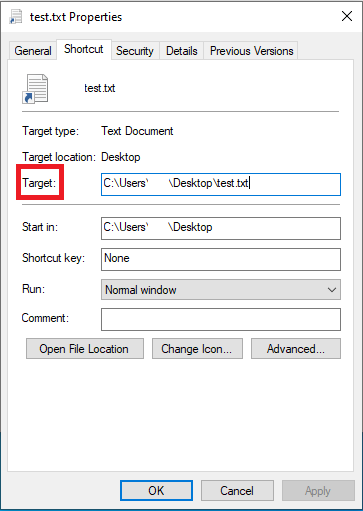 test.txt Properties
General Shortcut Security Details Previous Versions
test.txt
Target type: Text Document
Target location: Desktop
Target: C:\Users\ \Desktop\test.txt
Start in: C:\Users\ \Desktop
Shortcut key: None
Run: Normal window
Comment:
Open File Location Change Icon... Advanced...
OK Cancel Apply